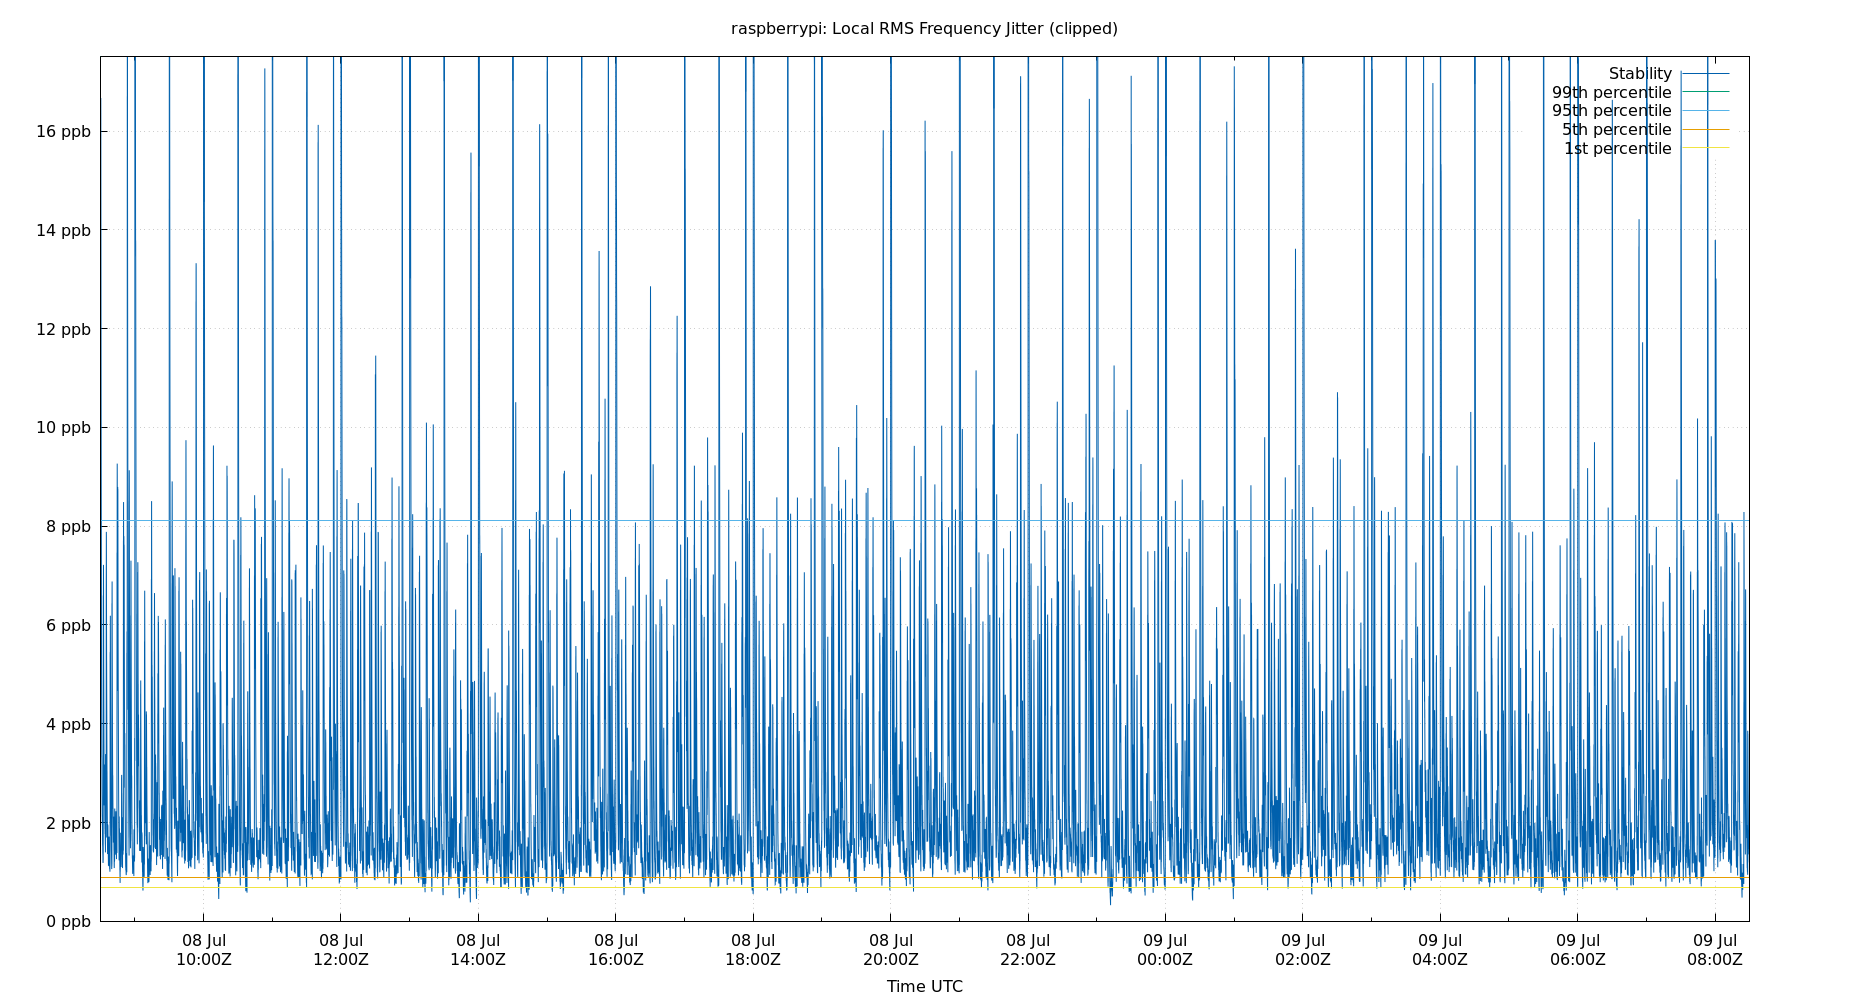 raspberrypi: Local RMS Frequency Jitter (clipped)
Stability
99th percentile
95th percentile
5th percentile
1st percentile
16 ppb
14 ppb
12 ppb
10 ppb
8 ppb
6 ppb
4 ppb
2 ppb
0 ppb
08 Jul 08 Jul 08 Jul 08 Jul 08 Jul 08 Jul 08 Jul 09 Jul 09 Jul 09 Jul 09 Jul 09 Jul
10:00Z 12:00Z 14:00Z 16:00Z 18:00Z 20:00Z 22:00Z 00:00Z 02:00Z 04:00Z 06:00Z 08:00Z
Time UTC